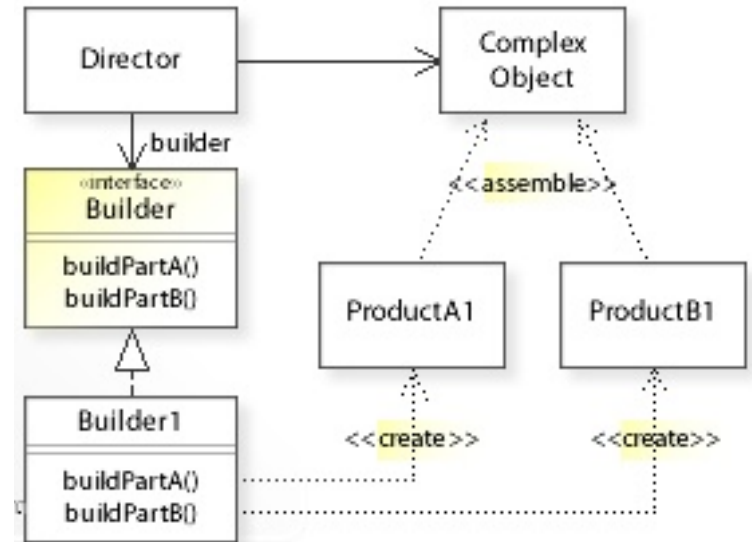 Director
Complex
Object
builder
«interface»
Builder
<<assemble>>
buildPartA()
buildPartB()
ProductA1
ProductB1
Builder1
<<create>>
<<create>>
buildPartA()
buildPartB()